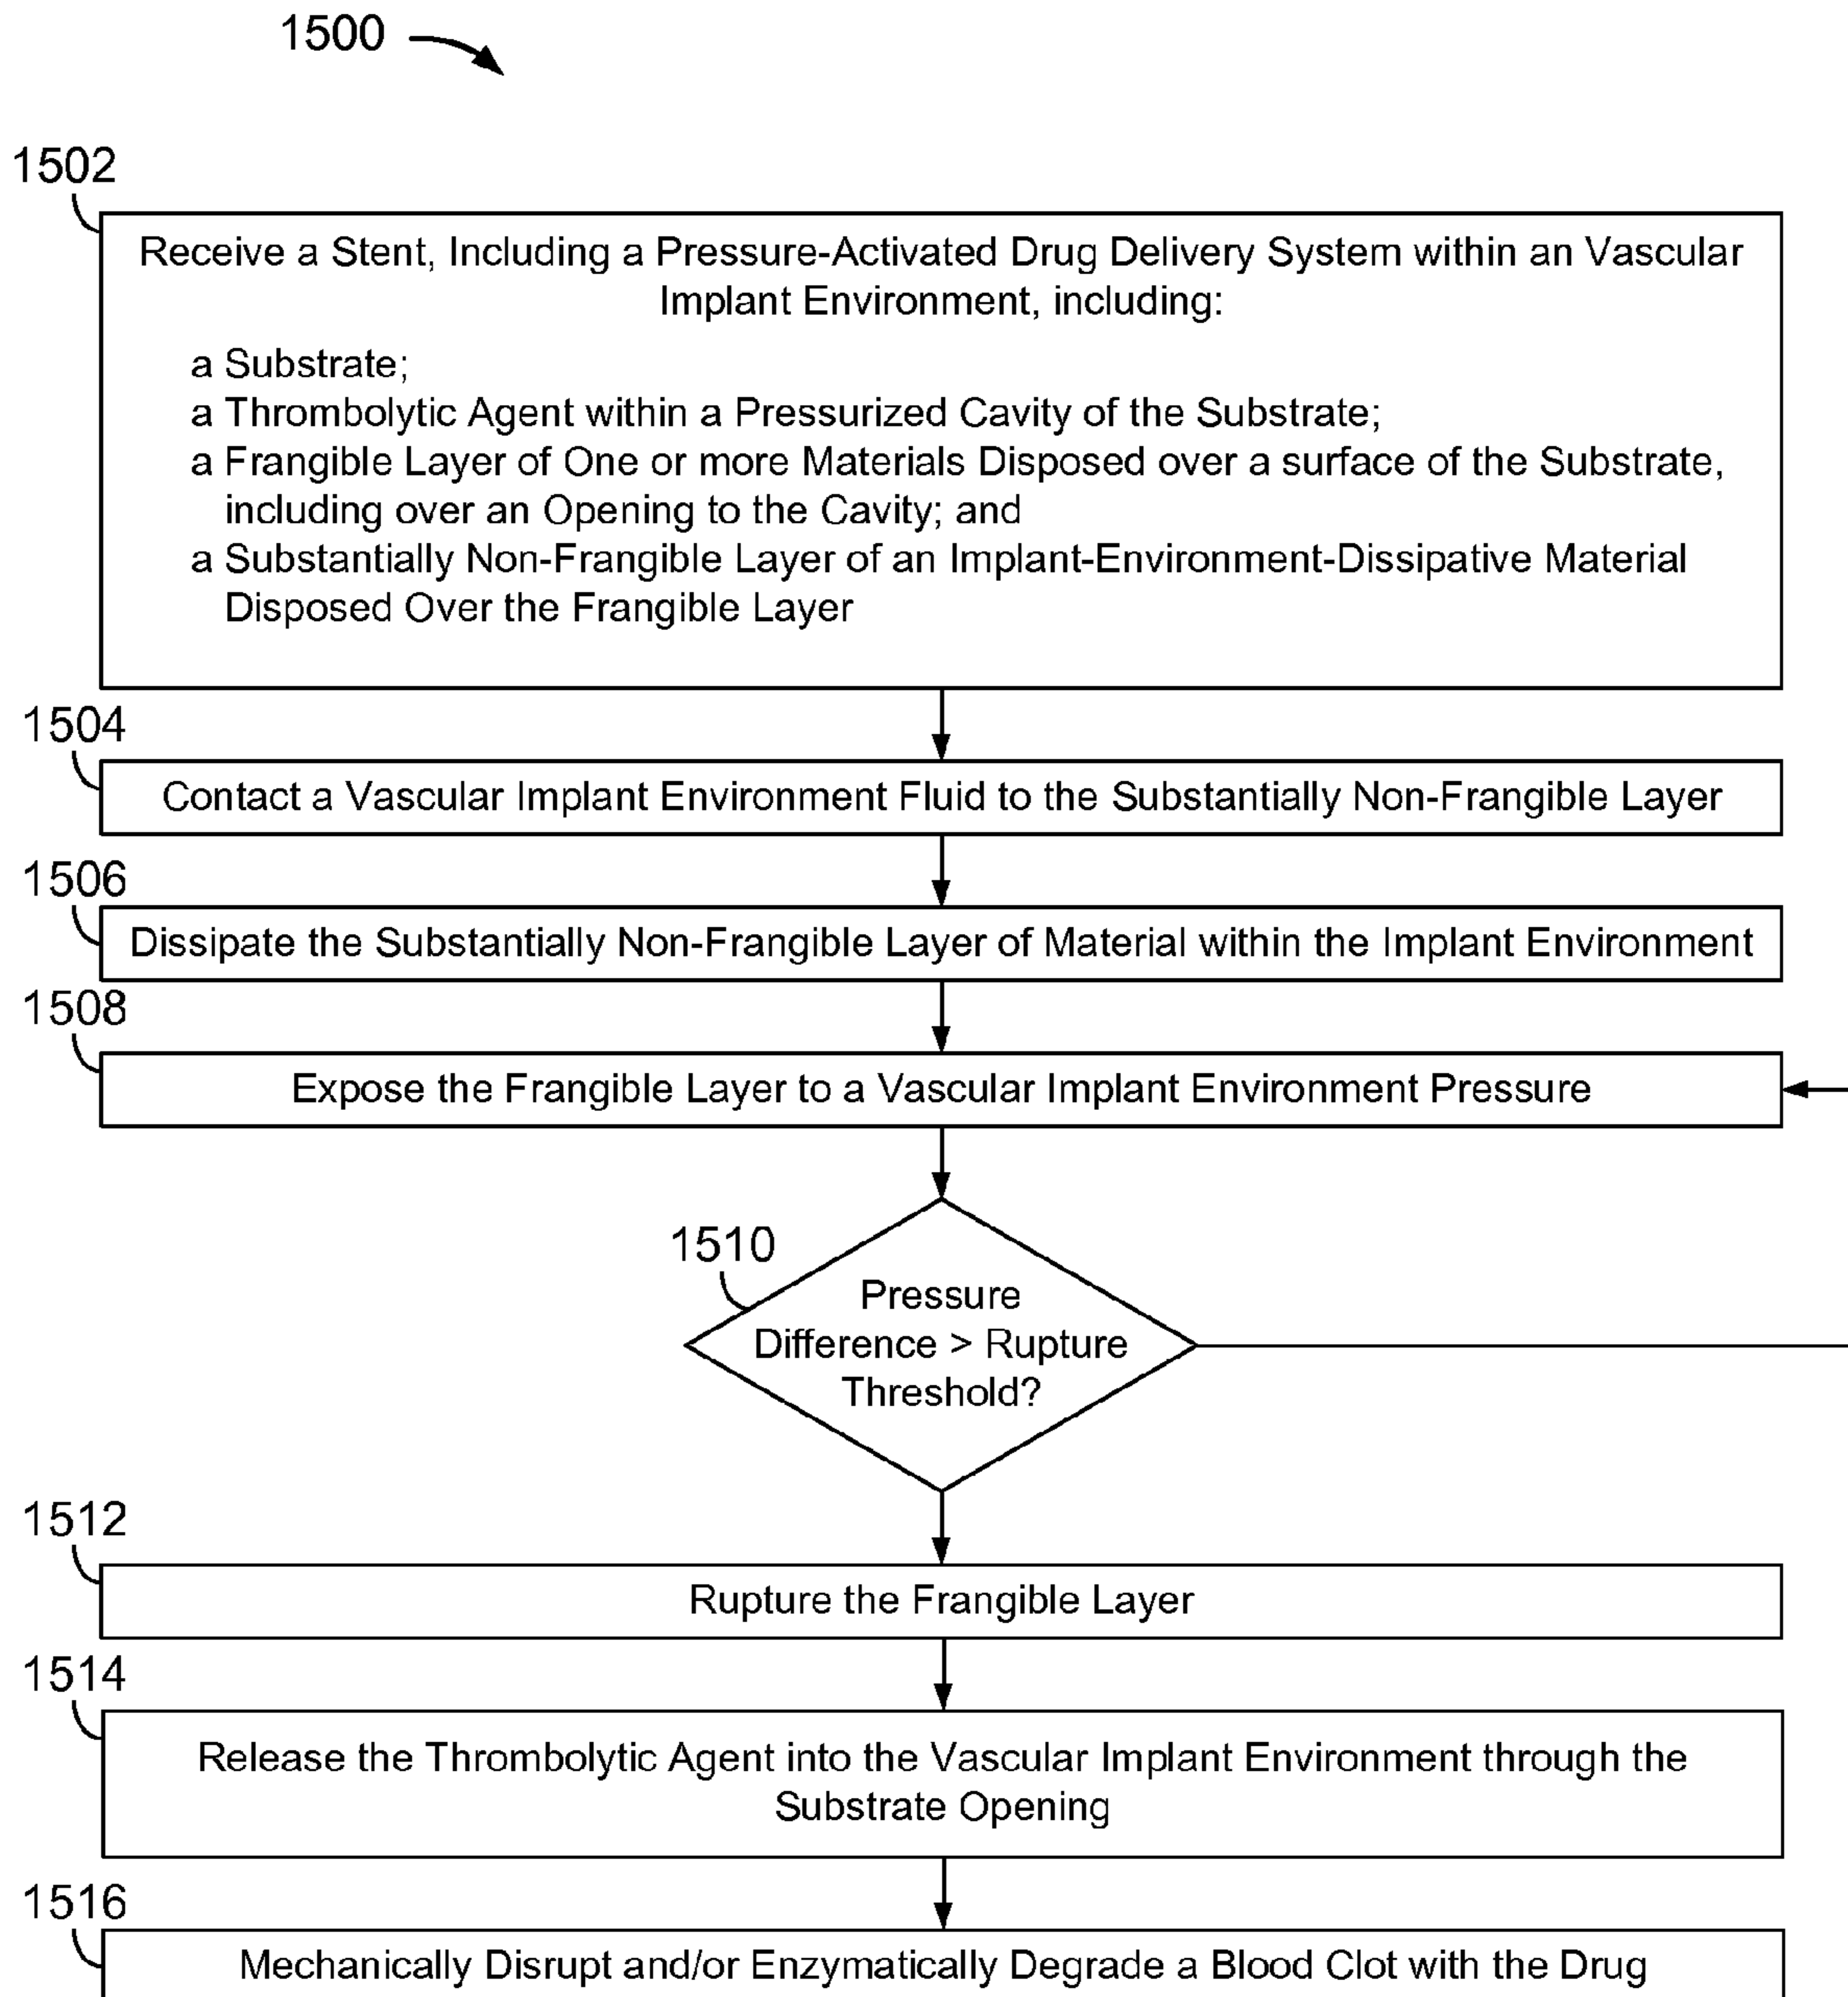 1500
1502
Receive a Stent, Including a Pressure-Activated Drug Delivery System within an Vascular
Implant Environment, including:
a Substrate;
a Thrombolytic Agent within a Pressurized Cavity of the Substrate;
a Frangible Layer of One or more Materials Disposed over a surface of the Substrate,
including over an Opening to the Cavity; and
a Substantially Non-Frangible Layer of an Implant-Environment-Dissipative Material
Disposed Over the Frangible Layer
1504
Contact a Vascular Implant Environment Fluid to the Substantially Non-Frangible Layer
1506
Dissipate the Substantially Non-Frangible Layer of Material within the Implant Environment
1508
Expose the Frangible Layer to a Vascular Implant Environment Pressure
1510
Pressure
Difference > Rupture
Threshold?
1512
Rupture the Frangible Layer
1514
Release the Thrombolytic Agent into the Vascular Implant Environment through the
Substrate Opening
1516
Mechanically Disrupt and/or Enzymatically Degrade a Blood Clot with the Drug